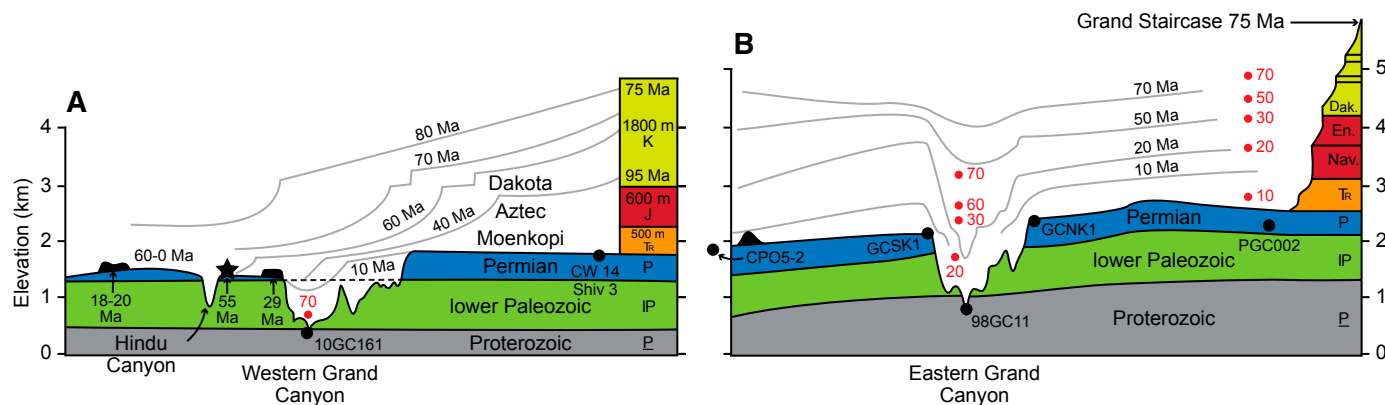 A
Elevation (km)
4
3
2
1
0
80 Ma
70 Ma
60 Ma
40 Ma
10 Ma
60-0 Ma
18-20
Ma
55
Ma
29
Ma
70
Hindu
Canyon
10GC161
Western Grand
Canyon
Dakota
Aztec
Moenkopi
Permian
CW 14
Shiv 3
lower Paleozoic
Proterozoic
75 Ma
1800 m
K
95 Ma
600 m
J
500 m
TR
P
IP
P
B
Grand Staircase 75 Ma
70 Ma
50 Ma
20 Ma
10 Ma
70
50
30
20
10
70
60
30
20
CPO5-2
GCSK1
GCNK1
Permian
PGC002
lower Paleozoic
98GC11
Proterozoic
Eastern Grand
Canyon
Dak.
En.
Nav.
TR
P
IP
P
5
4
3
2
1
0